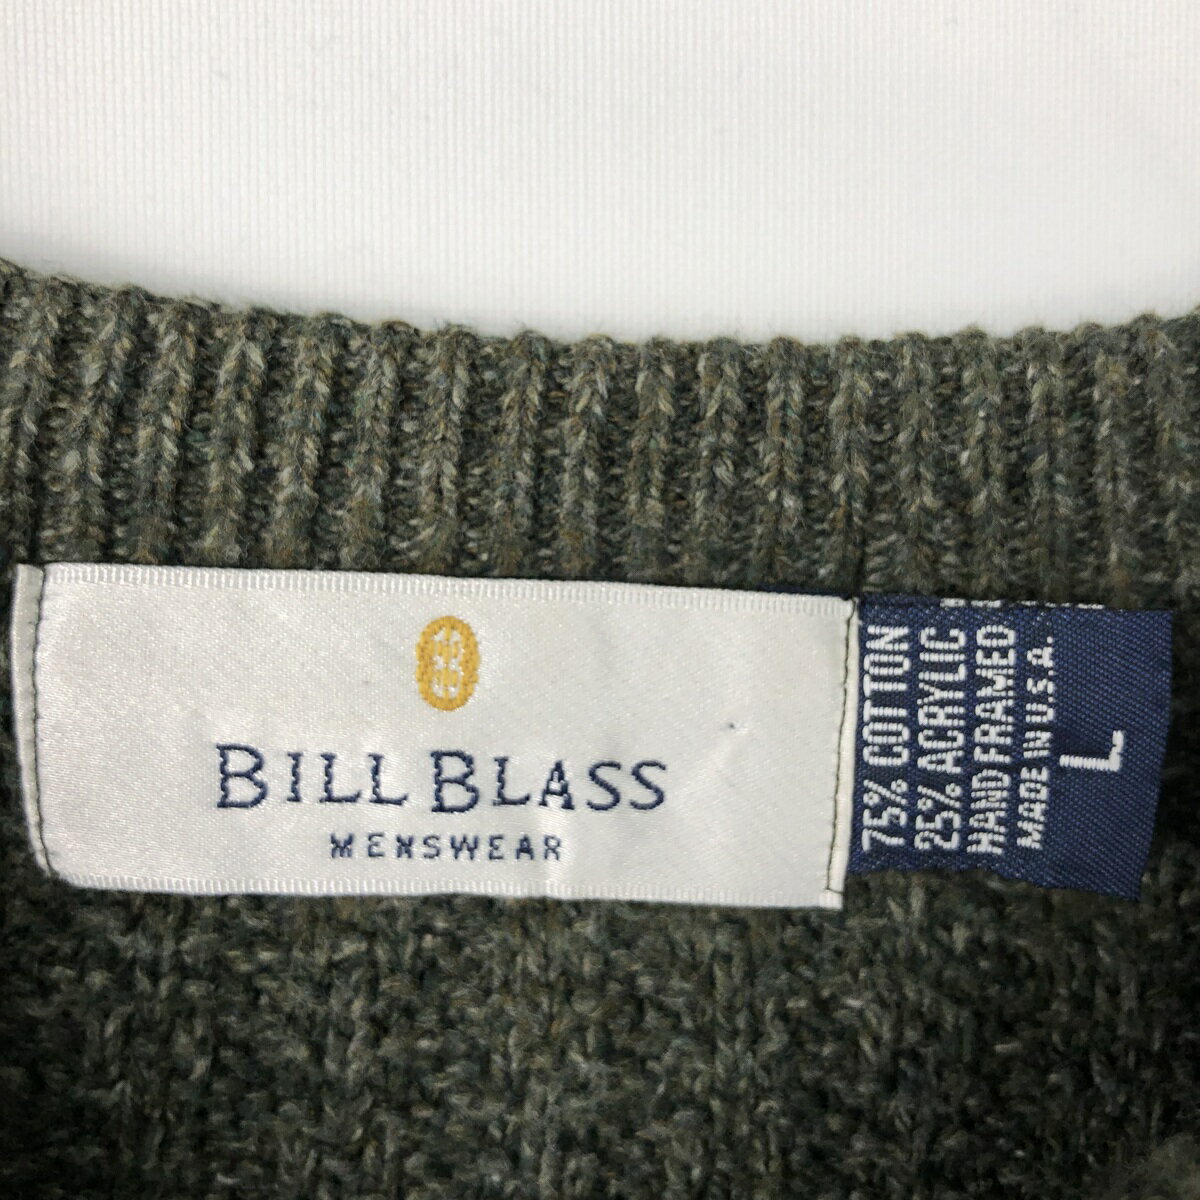 BILL BLASS
MENSWEAR
75% COTTON
25% ACRYLIC
HAND FRAMED
MADE IN U.S.A.
L